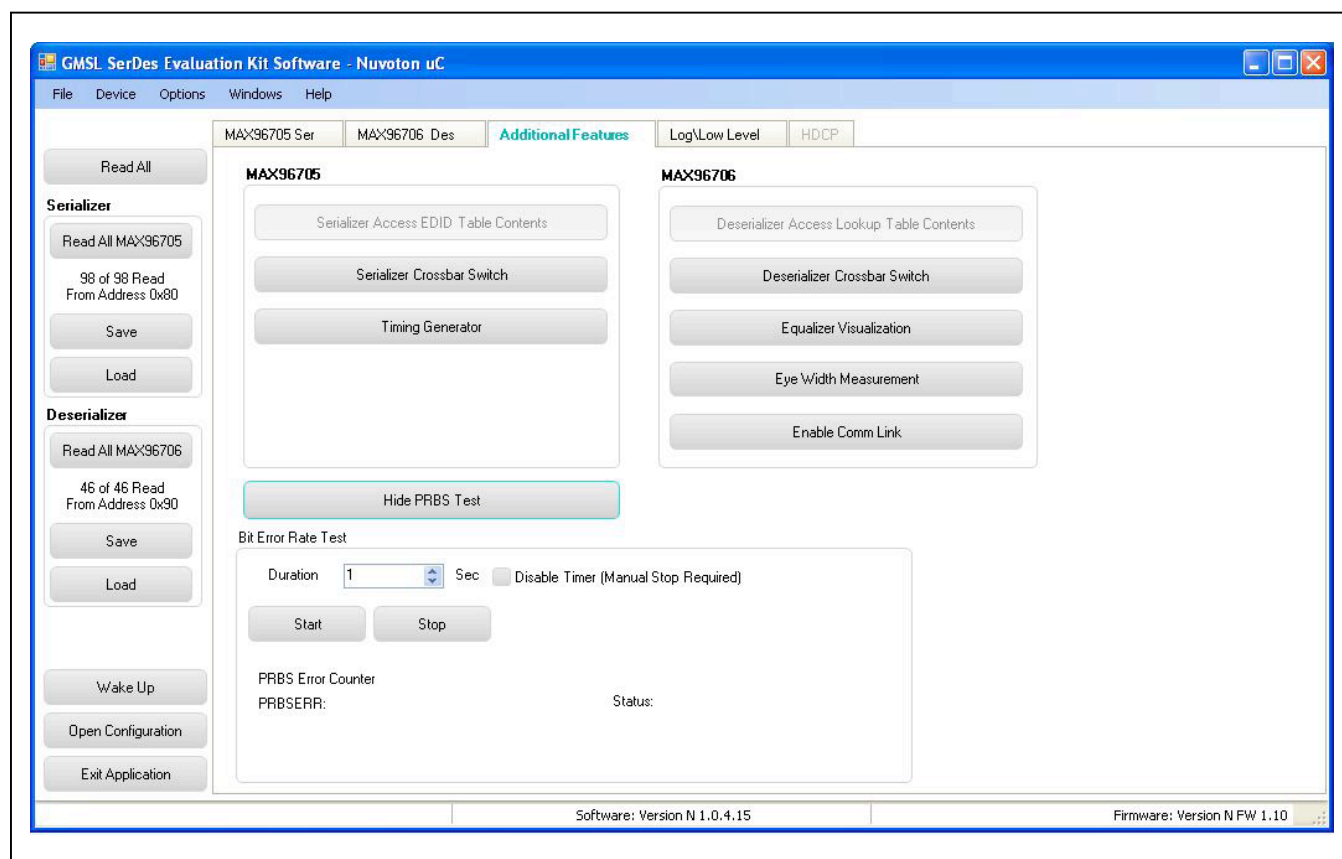 GMSL SerDes Evaluation Kit Software - Nuvoton uC
File Device Options Windows Help
MAX96705 Ser MAX96706 Des Additional Features Log\Low Level HDCP
Read All
Serializer
Read All MAX96705
98 of 98 Read
From Address 0x80
Save
Load
Deserializer
Read All MAX96706
46 of 46 Read
From Address 0x90
Save
Load
Wake Up
Open Configuration
Exit Application
MAX96705
Serializer Access EDID Table Contents
Serializer Crossbar Switch
Timing Generator
MAX96706
Deserializer Access Lookup Table Contents
Deserializer Crossbar Switch
Equalizer Visualization
Eye Width Measurement
Enable Comm Link
Hide PRBS Test
Bit Error Rate Test
Duration 1 Sec Disable Timer (Manual Stop Required)
Start Stop
PRBS Error Counter
PRBSERR: Status:
Software: Version N 1.0.4.15 Firmware: Version N FW 1.10